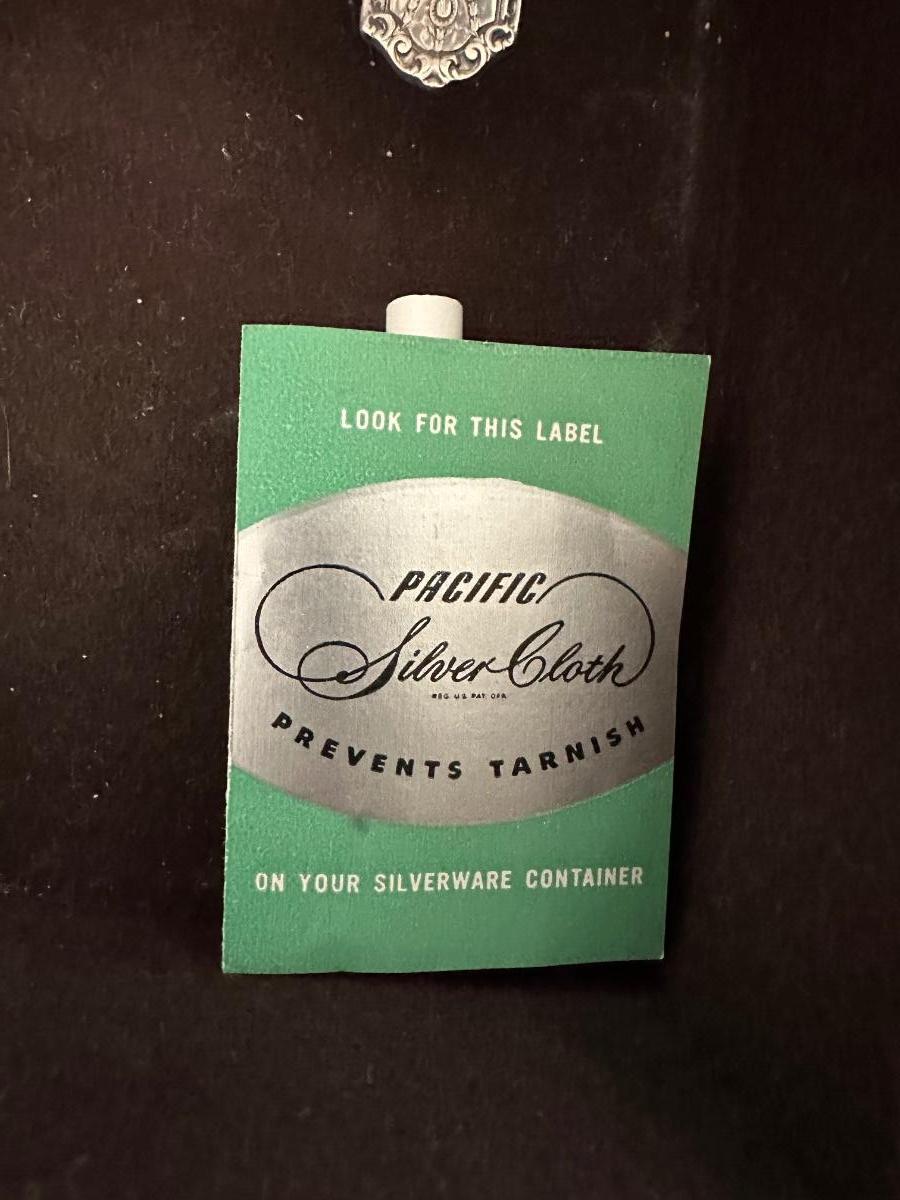 LOOK FOR THIS LABEL
PACIFIC
Silver Cloth
REG. U.S. PAT. OFF.
PREVENTS TARNISH
ON YOUR SILVERWARE CONTAINER